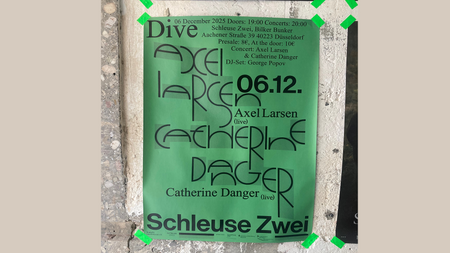 Dive
06 December 2025 Doors: 19:00 Concerts: 20:00
Schleuse Zwei, Bilker Bunker
Aachener Straße 39 40223 Düsseldorf
Presale: 8€, At the door: 10€
Concert: Axel Larsen
& Catherine Danger
DJ-Set: George Popov
AXEL
LARSEN
06.12.
Axel Larsen
(live)
CATHERINE
DANGER
Catherine Danger (live)
Schleuse Zwei